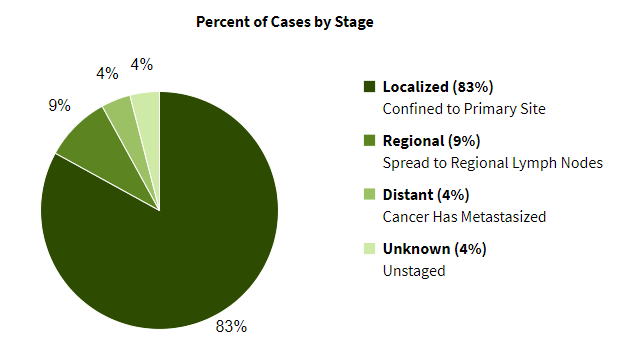 Percent of Cases by Stage
4%
4%
9%
83%
Localized (83%)
Confined to Primary Site
Regional (9%)
Spread to Regional Lymph Nodes
Distant (4%)
Cancer Has Metastasized
Unknown (4%)
Unstaged